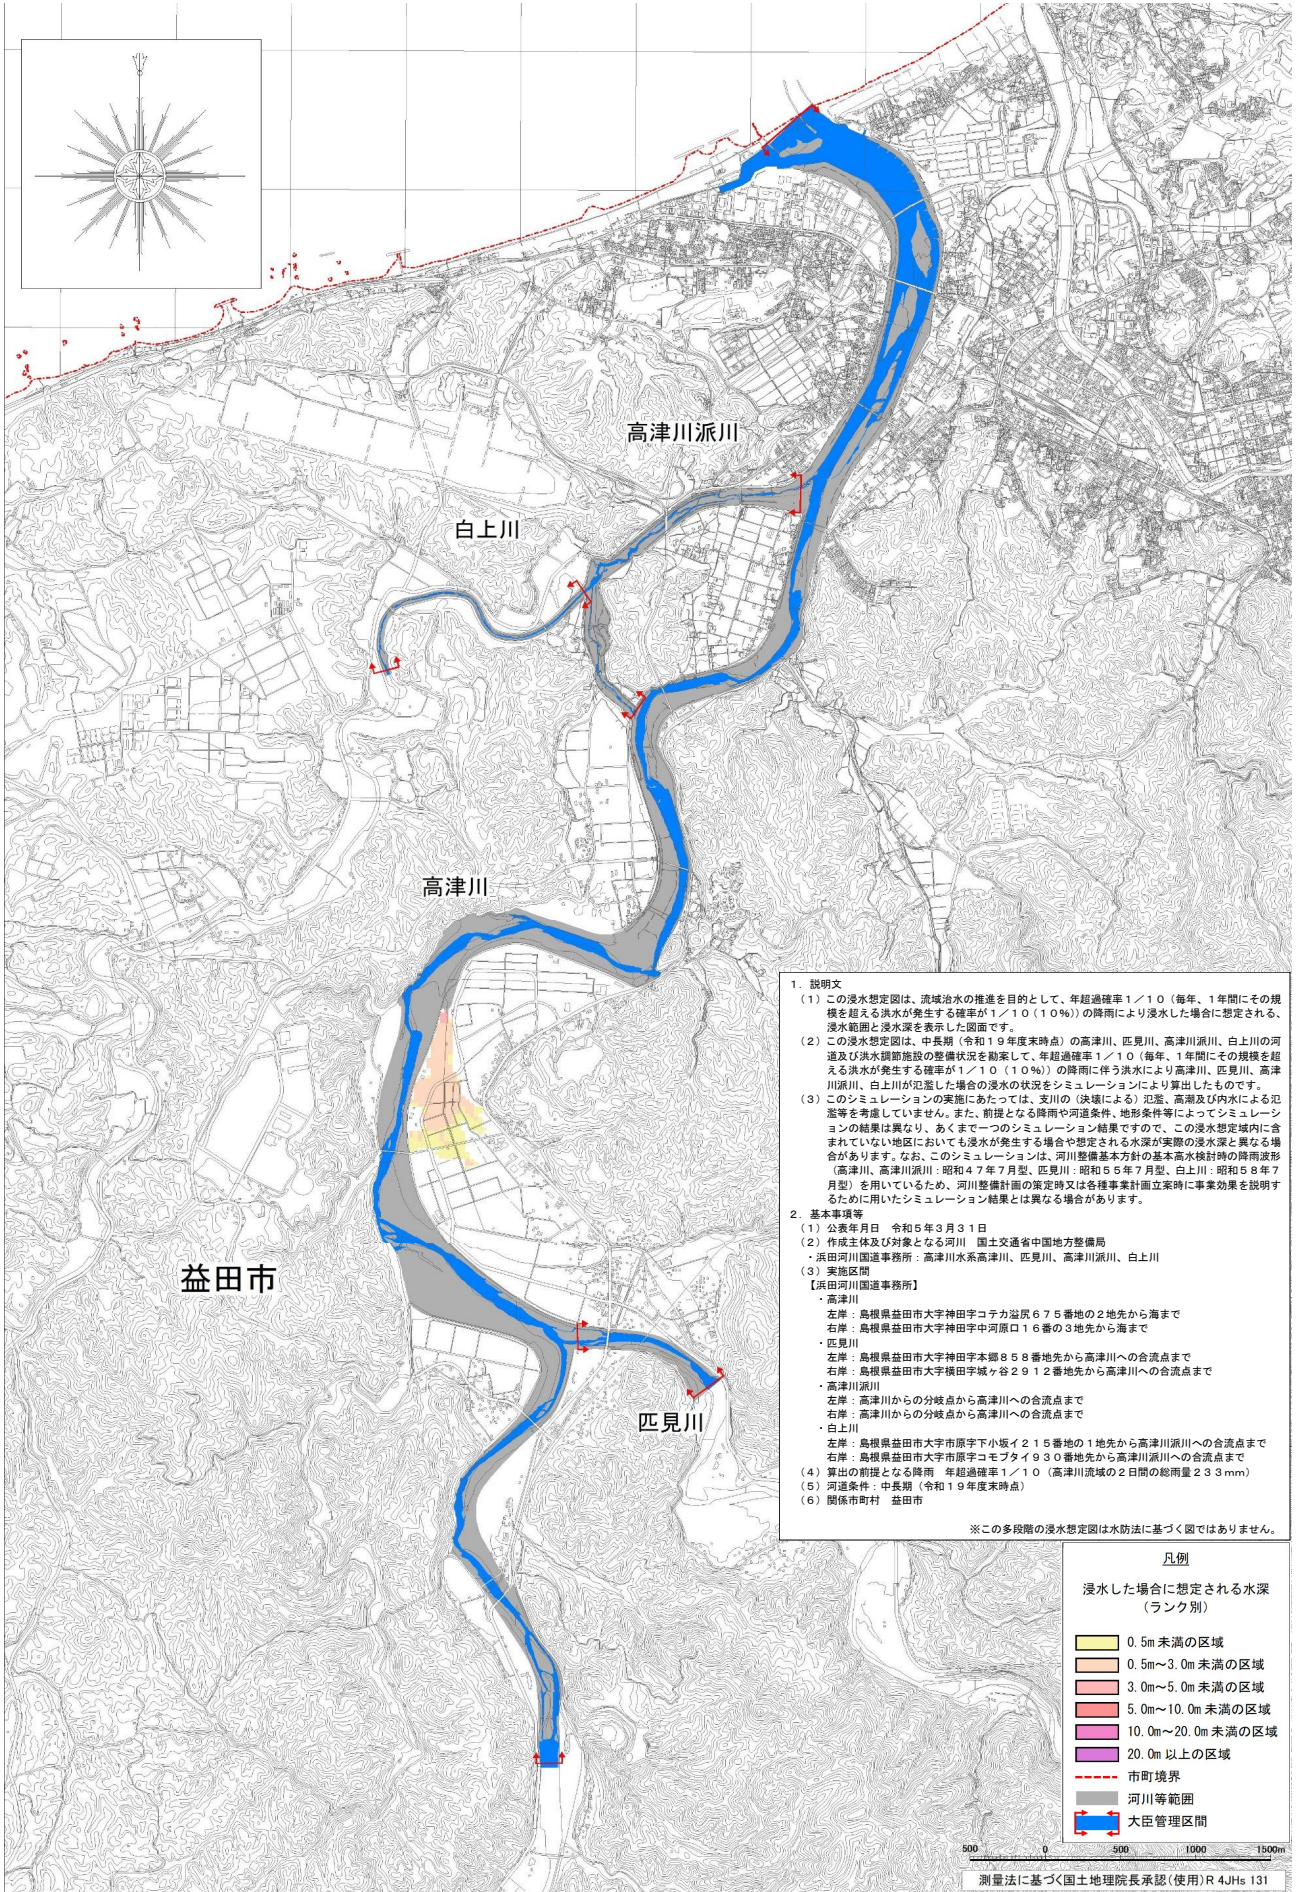 高津川派川
白上川
高津川
益田市
匹見川
1. 説明文
（1）この浸水想定図は、流域治水の推進を目的として、年超過確率１／１０（毎年、１年間にその規
模を超える洪水が発生する確率が１／１０（１０％））の降雨により浸水した場合に想定される、
浸水範囲と浸水深を表示した図面です。
（2）この浸水想定図は、中長期（令和１９年度末時点）の高津川、匹見川、高津川派川、白上川の河
道及び洪水調節施設の整備状況を勘案して、年超過確率１／１０（毎年、１年間にその規模を超
える洪水が発生する確率が１／１０（１０％））の降雨に伴う洪水により高津川、匹見川、高津
川派川、白上川が氾濫した場合の浸水の状況をシミュレーションにより算出したものです。
（3）このシミュレーションの実施にあたっては、支川の（決壊による）氾濫、高潮及び内水による氾
濫等を考慮していません。また、前提となる降雨や河道条件、地形条件等によってシミュレーショ
ンの結果は異なり、あくまで一つのシミュレーション結果ですので、この浸水想定域内に含
まれていない地区においても浸水が発生する場合や想定される水深が実際の浸水深と異なる場
合があります。なお、このシミュレーションは、河川整備基本方針の基本高水検討時の降雨波形
（高津川、高津川派川：昭和４７年７月型、匹見川：昭和５５年７月型、白上川：昭和５８年７
月型）を用いているため、河川整備計画の策定時又は各種事業計画立案時に事業効果を説明す
るために用いたシミュレーション結果とは異なる場合があります。
2. 基本事項等
（1）公表年月日　令和５年３月３１日
（2）作成主体及び対象となる河川　国土交通省中国地方整備局
・浜田河川国道事務所：高津川水系高津川、匹見川、高津川派川、白上川
（3）実施区間
【浜田河川国道事務所】
・高津川
左岸：島根県益田市大字神田字コテカ溢尻６７５番地の２地先から海まで
右岸：島根県益田市大字神田字中河原口１６番の３地先から海まで
・匹見川
左岸：島根県益田市大字神田字本郷８５８番地先から高津川への合流点まで
右岸：島根県益田市大字横田字城ヶ谷２９１２番地先から高津川への合流点まで
・高津川派川
左岸：高津川からの分岐点から高津川への合流点まで
右岸：高津川からの分岐点から高津川への合流点まで
・白上川
左岸：島根県益田市大字市原字下小坂イ２１５番地の１地先から高津川派川への合流点まで
右岸：島根県益田市大字市原字コモブタイ９３０番地先から高津川派川への合流点まで
（4）算出の前提となる降雨　年超過確率１／１０（高津川流域の２日間の総雨量２３３ｍｍ）
（5）河道条件：中長期（令和１９年度末時点）
（6）関係市町村　益田市
※この多段階の浸水想定図は水防法に基づく図ではありません。
凡例
浸水した場合に想定される水深
（ランク別）
0.5m 未満の区域
0.5m～3.0m 未満の区域
3.0m～5.0m 未満の区域
5.0m～10.0m 未満の区域
10.0m～20.0m 未満の区域
20.0m 以上の区域
市町境界
河川等範囲
大臣管理区間
500 0 500 1000 1500m
測量法に基づく国土地理院長承認（使用）R 4JHs 131